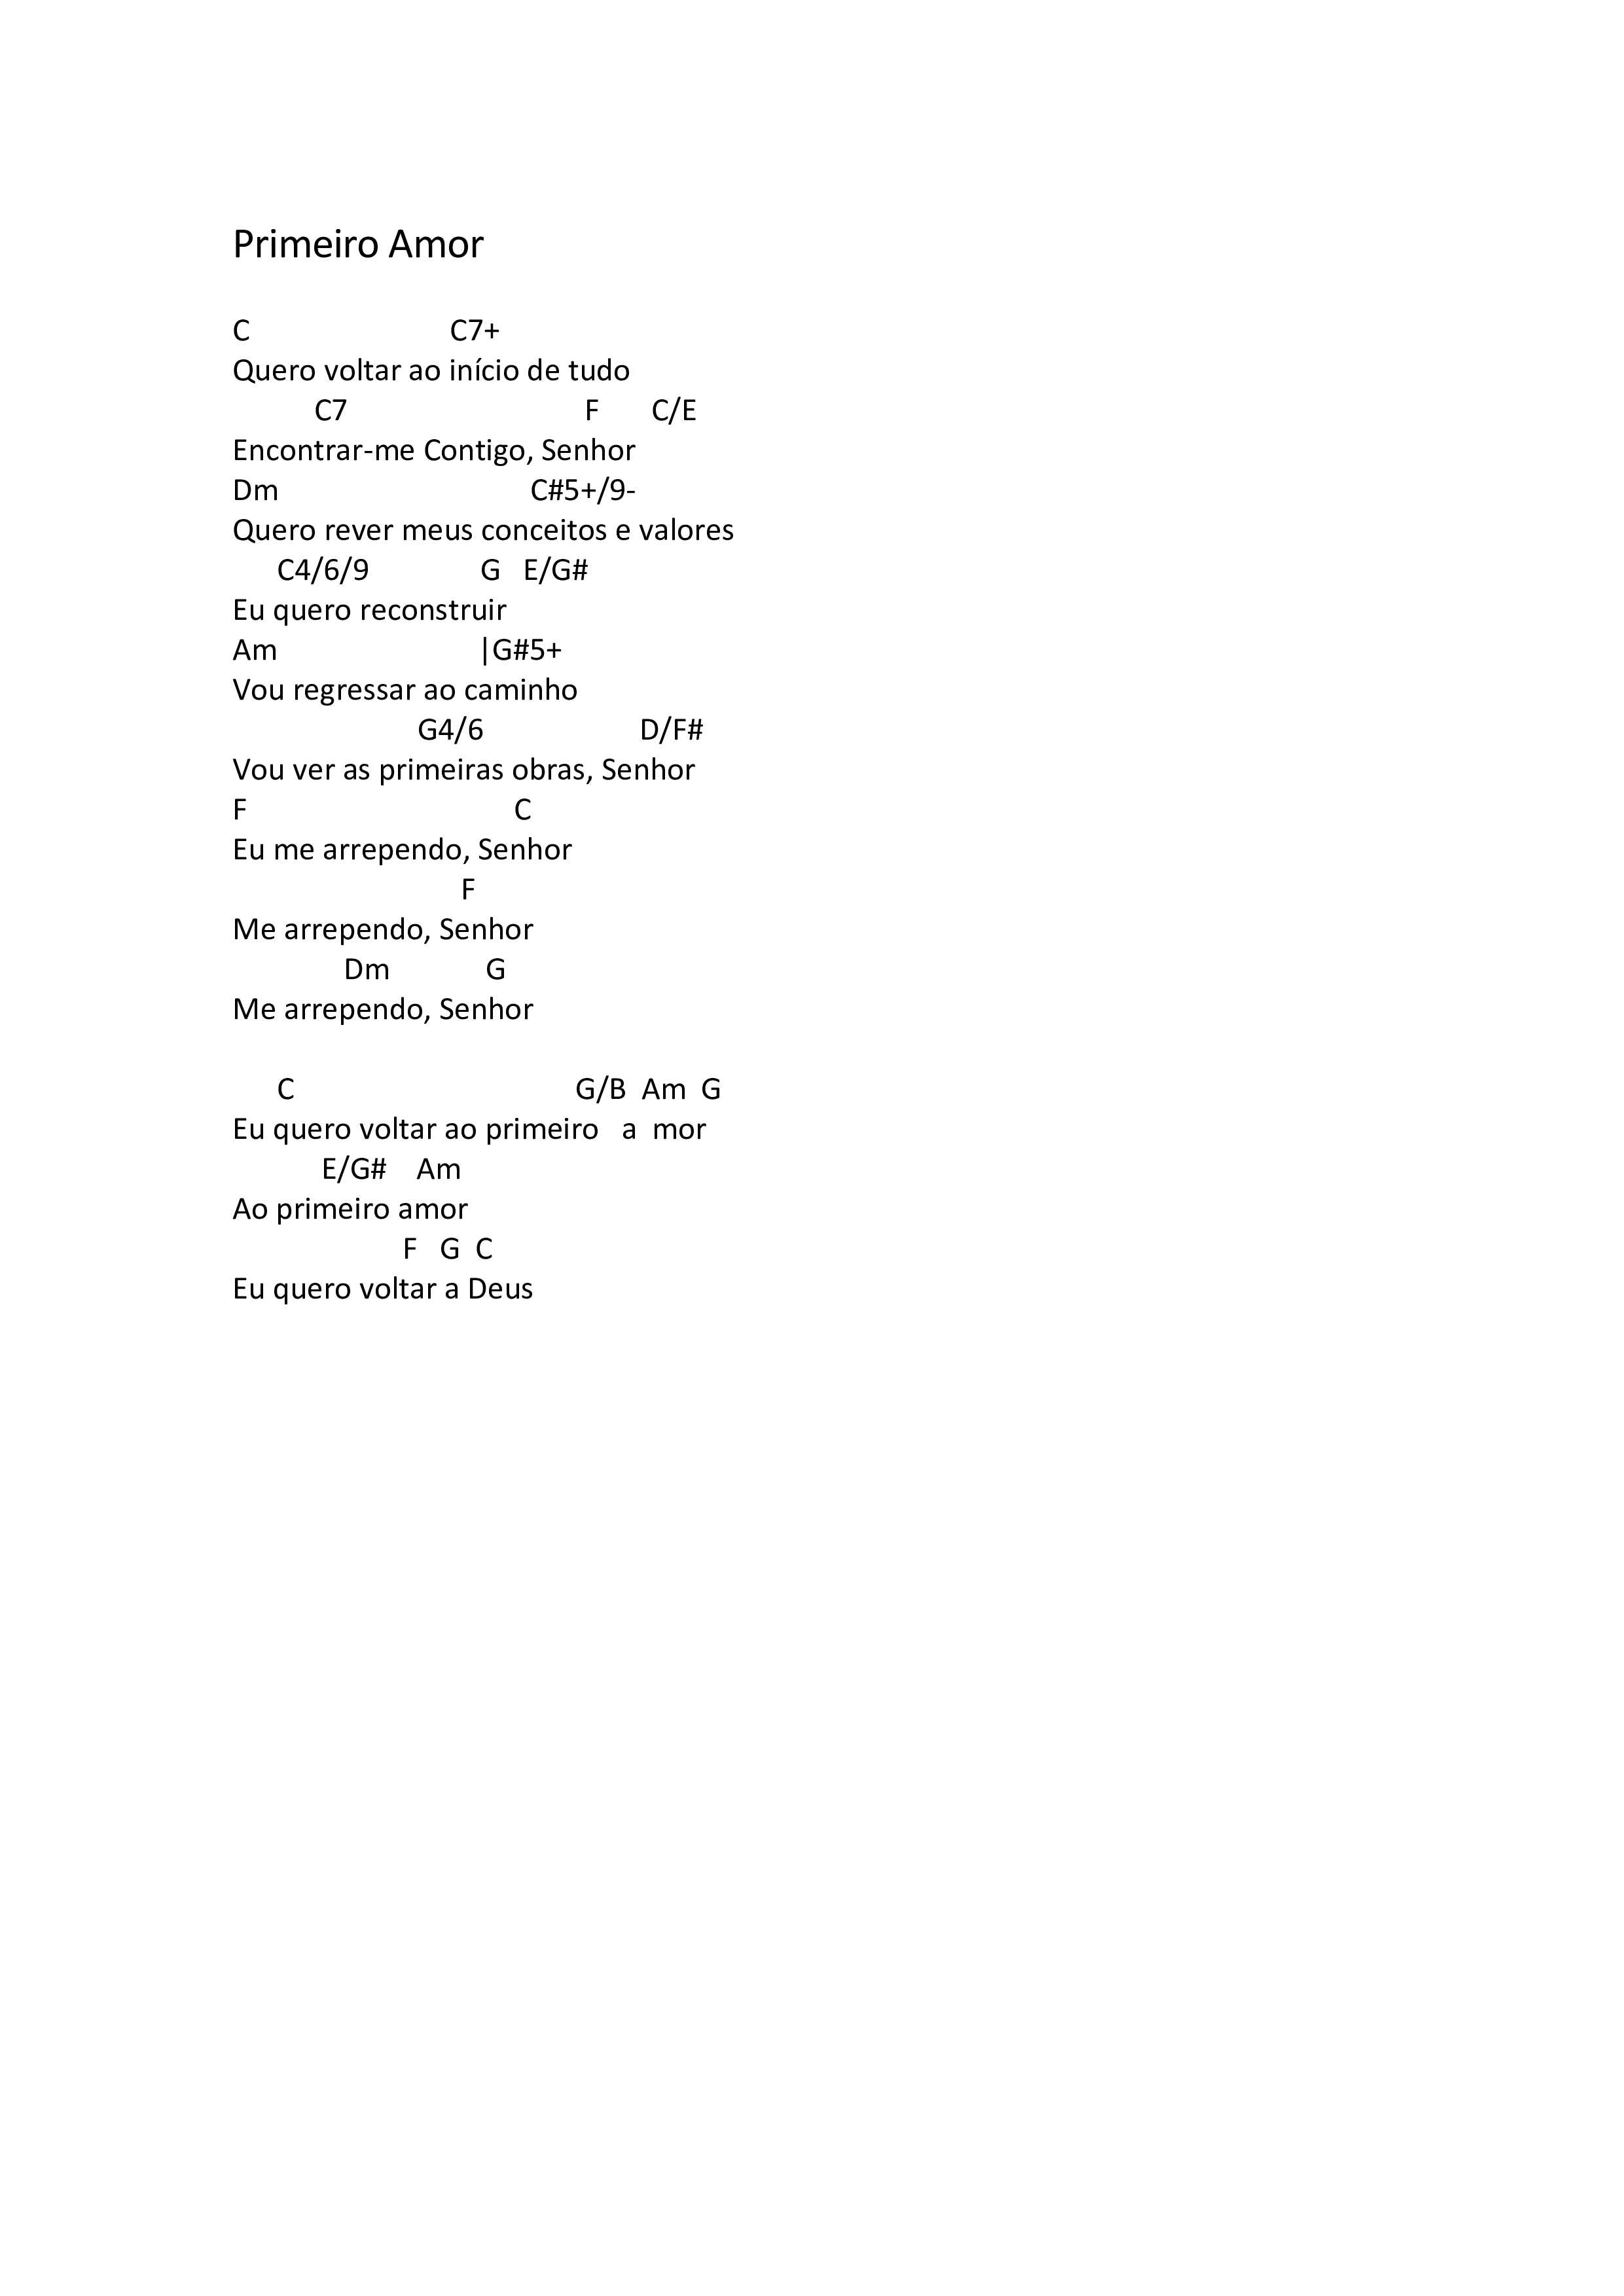 Primeiro Amor
C C7+
Quero voltar ao início de tudo
C7 F C/E
Encontrar-me Contigo, Senhor
Dm C#5+/9-
Quero rever meus conceitos e valores
C4/6/9 G E/G#
Eu quero reconstruir
Am |G#5+
Vou regressar ao caminho
G4/6 D/F#
Vou ver as primeiras obras, Senhor
F C
Eu me arrependo, Senhor
F
Me arrependo, Senhor
Dm G
Me arrependo, Senhor
C G/B Am G
Eu quero voltar ao primeiro a mor
E/G# Am
Ao primeiro amor
F G C
Eu quero voltar a Deus